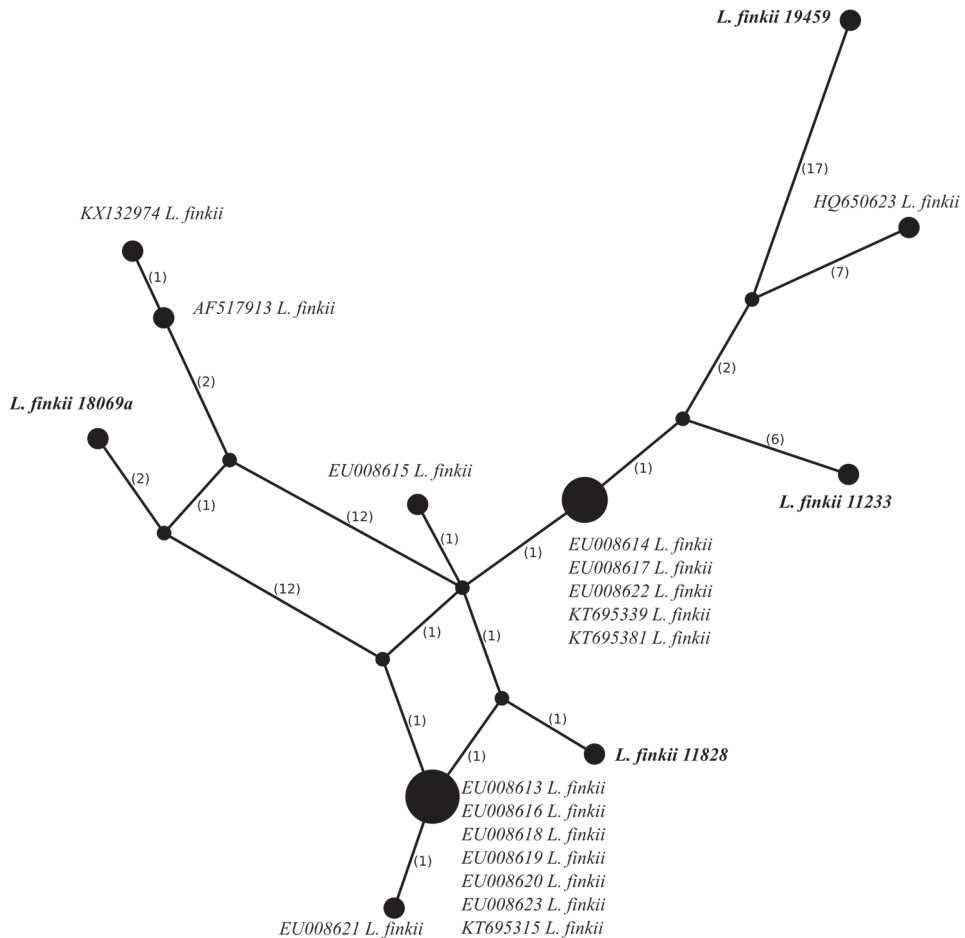 L. finkii 19459
(17)
HQ650623 L. finkii
KX132974 L. finkii
(7)
(1)
AF517913 L. finkii
(2)
(2)
L. finkii 18069a
(6)
(1)
EU008615 L. finkii
(2)
L. finkii 11233
(1)
(12)
(1)
(1)
EU008614 L. finkii
EU008617 L. finkii
EU008622 L. finkii
KT695339 L. finkii
KT695381 L. finkii
(12)
(1)
(1)
(1)
(1)
(1)
L. finkii 11828
EU008613 L. finkii
EU008616 L. finkii
EU008618 L. finkii
EU008619 L. finkii
EU008620 L. finkii
EU008623 L. finkii
KT695315 L. finkii
(1)
EU008621 L. finkii